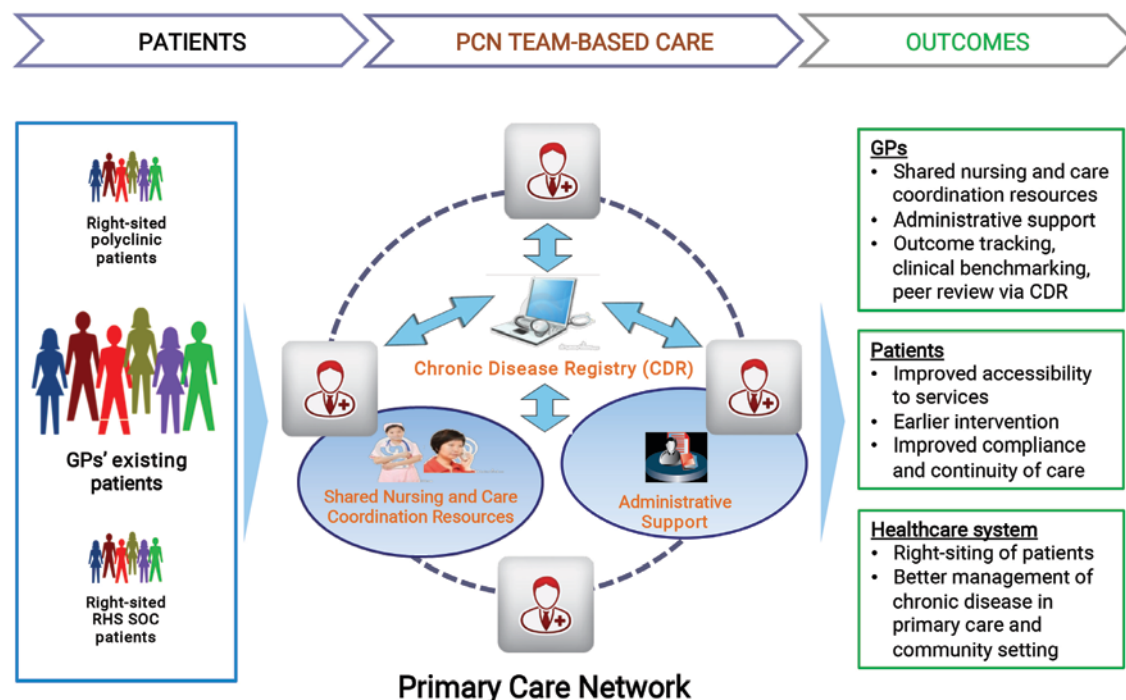 PATIENTS
PCN TEAM-BASED CARE
OUTCOMES
Right-sited
polyclinic
patients
GPs' existing
patients
Right-sited
RHS SOC
patients
Chronic Disease Registry (CDR)
Shared Nursing and Care
Coordination Resources
Administrative
Support
Primary Care Network
GPs
• Shared nursing and care
coordination resources
• Administrative support
• Outcome tracking,
clinical benchmarking,
peer review via CDR
Patients
• Improved accessibility
to services
• Earlier intervention
• Improved compliance
and continuity of care
Healthcare system
• Right-siting of patients
• Better management of
chronic disease in
primary care and
community setting